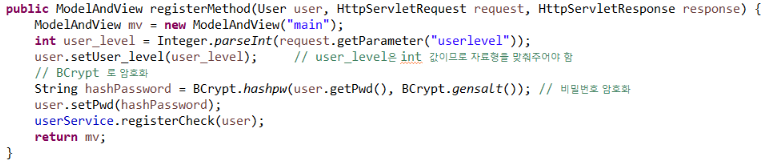 public ModelAndView registerMethod(User user, HttpServletRequest request, HttpServletResponse response) {
    ModelAndView mv = new ModelAndView("main");
    int user_level = Integer.parseInt(request.getParameter("userlevel"));
    user.setUser_level(user_level);     // user_level은 int 값이므로 자료형을 맞춰주어야 함
    // BCrypt 로 암호화
    String hashPassword = BCrypt.hashpw(user.getPwd(), BCrypt.gensalt()); // 비밀번호 암호화
    user.setPwd(hashPassword);
    userService.registerCheck(user);
    return mv;
}